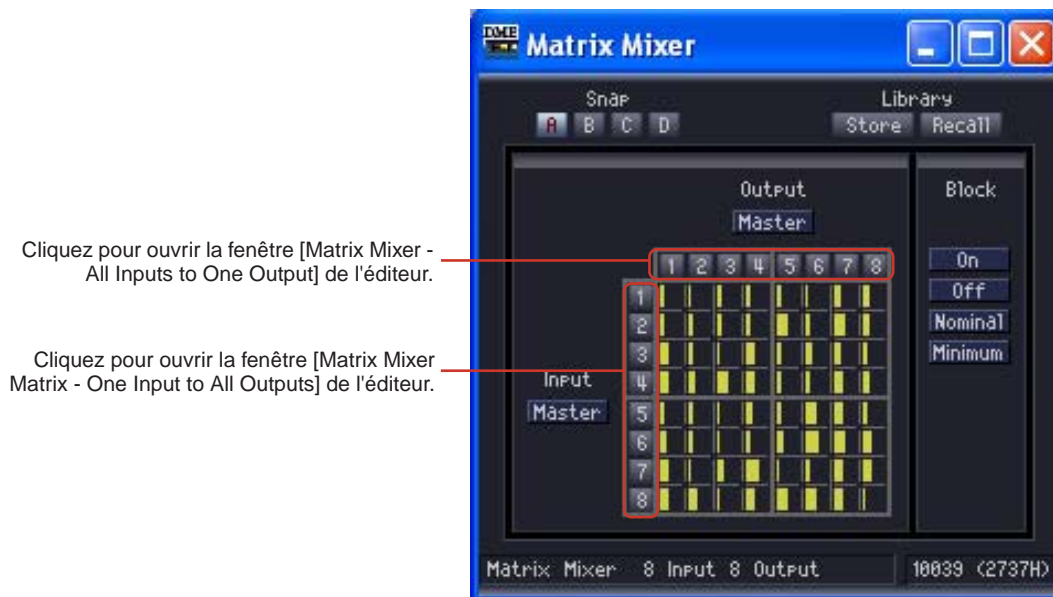 DME
Matrix Mixer
Snap
Library
A B C D
Store Recall
Output
Block
Master
Cliquez pour ouvrir la fenêtre [Matrix Mixer -
All Inputs to One Output] de l'éditeur.
1 2 3 4 5 6 7 8
On
Off
Nominal
Minimum
1
2
3
4
5
6
7
8
Cliquez pour ouvrir la fenêtre [Matrix Mixer
Matrix - One Input to All Outputs] de l'éditeur.
Input
Master
Matrix Mixer 8 Input 8 Output
10039 (2737H)